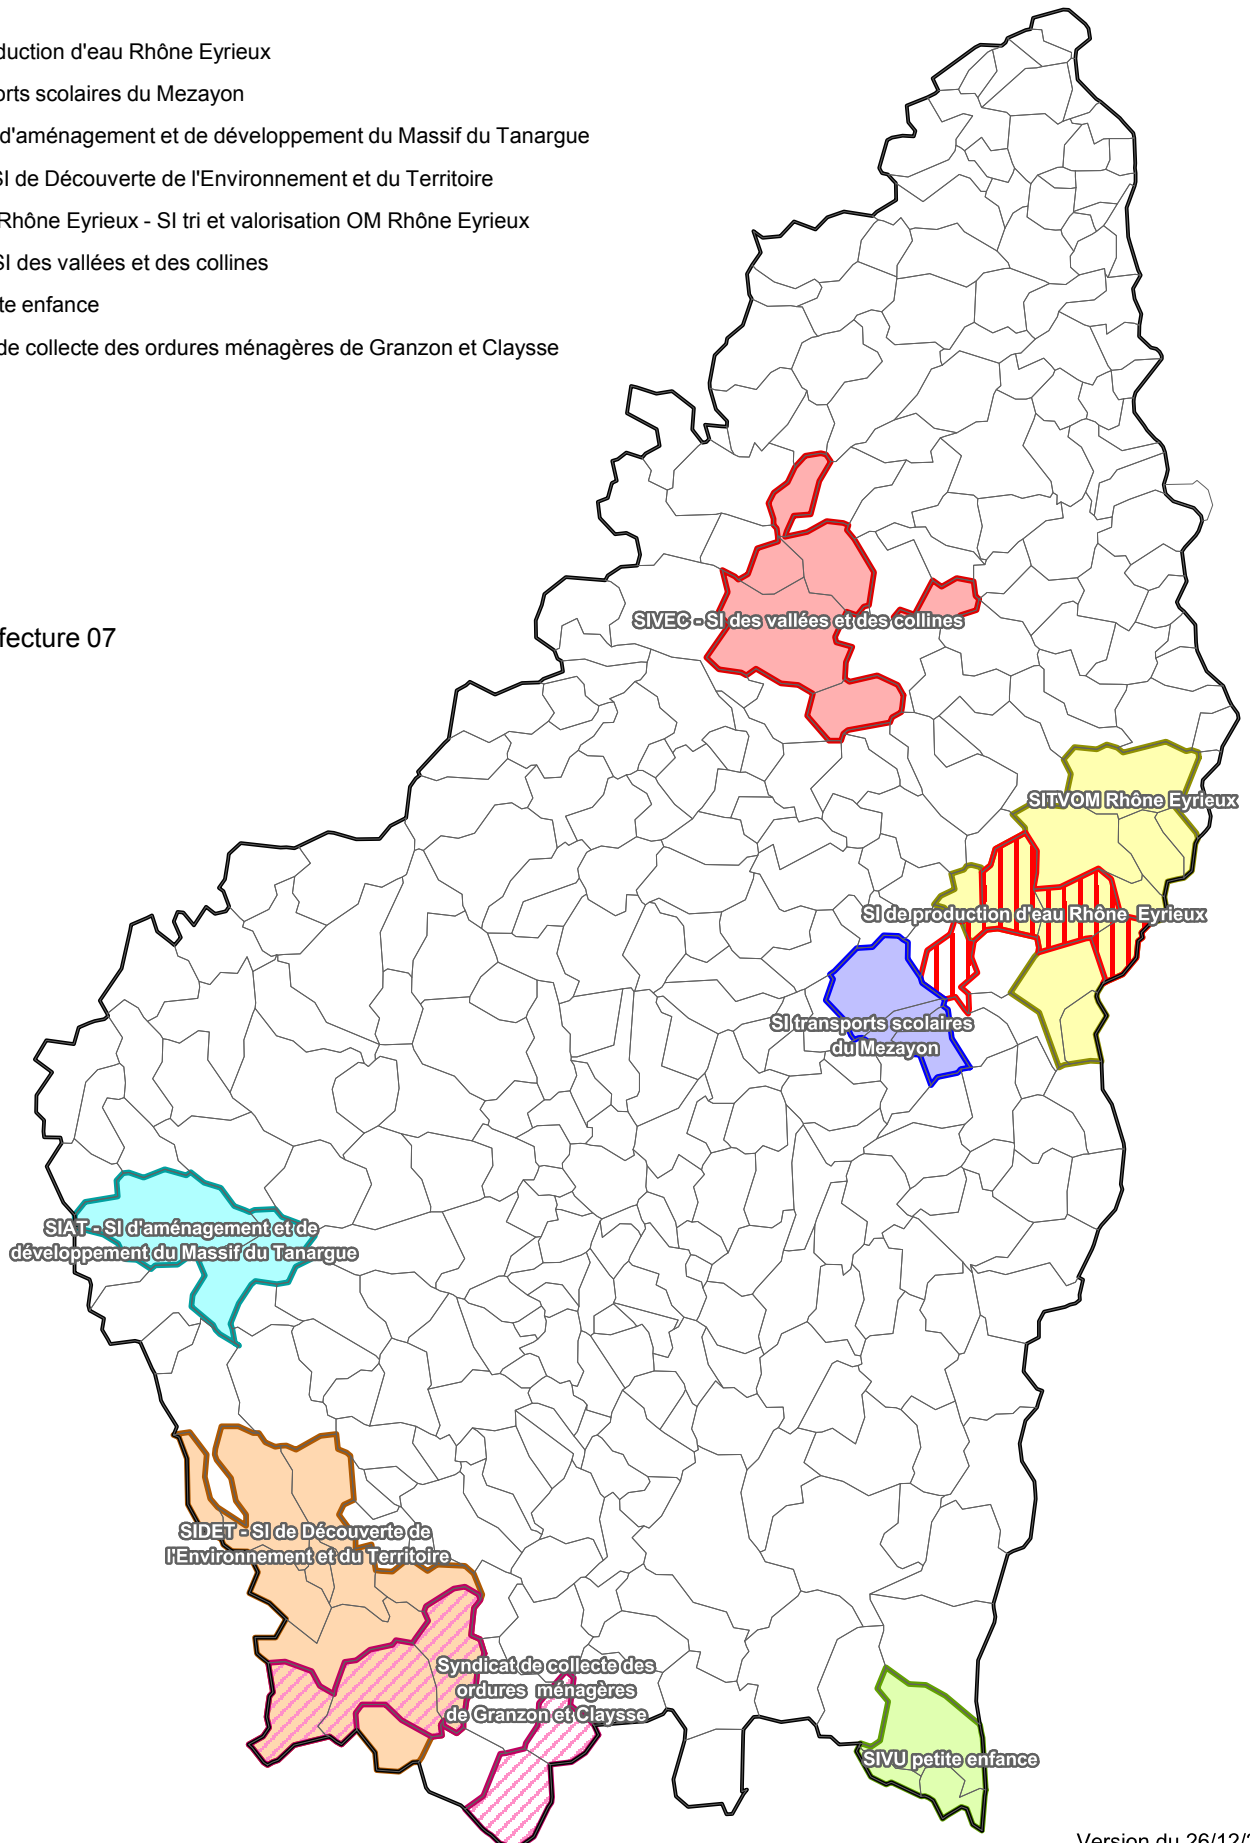 duction d'eau Rhône Eyrieux
orts scolaires du Mezayon
d'aménagement et de développement du Massif du Tanargue
SI de Découverte de l'Environnement et du Territoire
Rhône Eyrieux - SI tri et valorisation OM Rhône Eyrieux
SI des vallées et des collines
te enfance
de collecte des ordures ménagères de Granzon et Claysse
fecture 07
SIVEC - SI des vallées et des collines
SITVOM Rhône Eyrieux
SI de production d'eau Rhône Eyrieux
SI transports scolaires
du Mezayon
SIAT - SI d'aménagement et de
développement du Massif du Tanargue
SIDET - SI de Découverte de
l'Environnement et du Territoire
Syndicat de collecte des
ordures ménagères
de Granzon et Claysse
SIVU petite enfance
Version du 26/12/